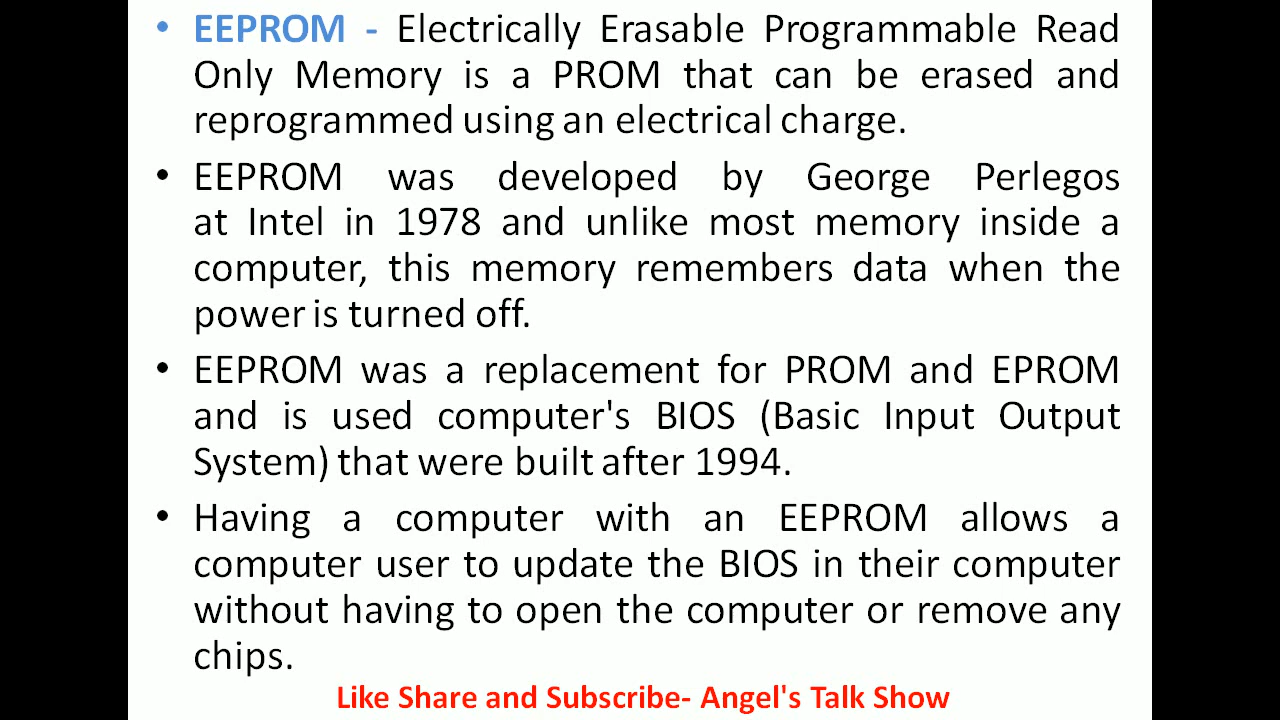 • EEPROM - Electrically Erasable Programmable Read
Only Memory is a PROM that can be erased and
reprogrammed using an electrical charge.
• EEPROM was developed by George Perlegos
at Intel in 1978 and unlike most memory inside a
computer, this memory remembers data when the
power is turned off.
• EEPROM was a replacement for PROM and EPROM
and is used computer's BIOS (Basic Input Output
System) that were built after 1994.
• Having a computer with an EEPROM allows a
computer user to update the BIOS in their computer
without having to open the computer or remove any
chips.
Like Share and Subscribe- Angel's Talk Show